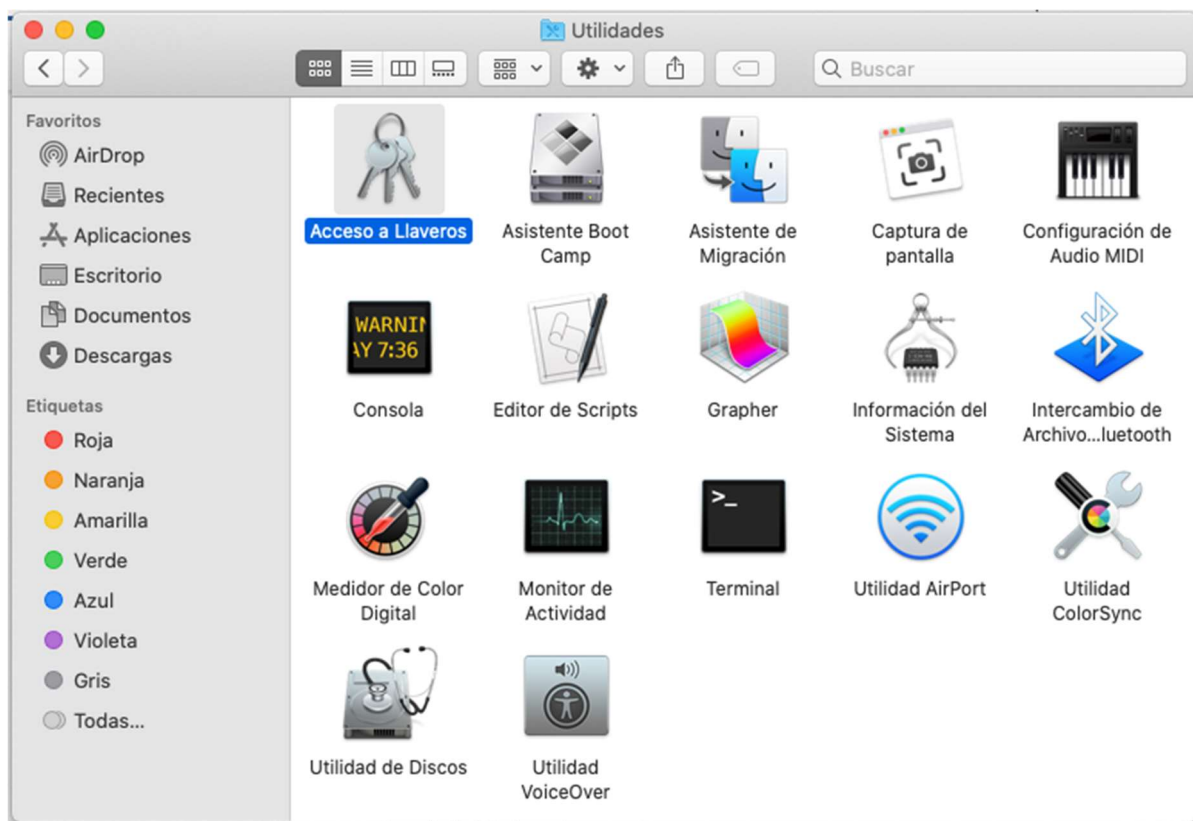 Utilidades
Buscar
Favoritos
AirDrop
Recientes
Aplicaciones
Escritorio
Documentos
Descargas
Etiquetas
Roja
Naranja
Amarilla
Verde
Azul
Violeta
Gris
Todas...
Acceso a Llaveros
Asistente Boot
Camp
Asistente de
Migración
Captura de
pantalla
Configuración de
Audio MIDI
WARNIN
AY 7:36
Consola
Editor de Scripts
Grapher
Información del
Sistema
Intercambio de
Archivo...luetooth
Medidor de Color
Digital
Monitor de
Actividad
>_
Terminal
Utilidad AirPort
Utilidad
ColorSync
Utilidad de Discos
Utilidad
VoiceOver